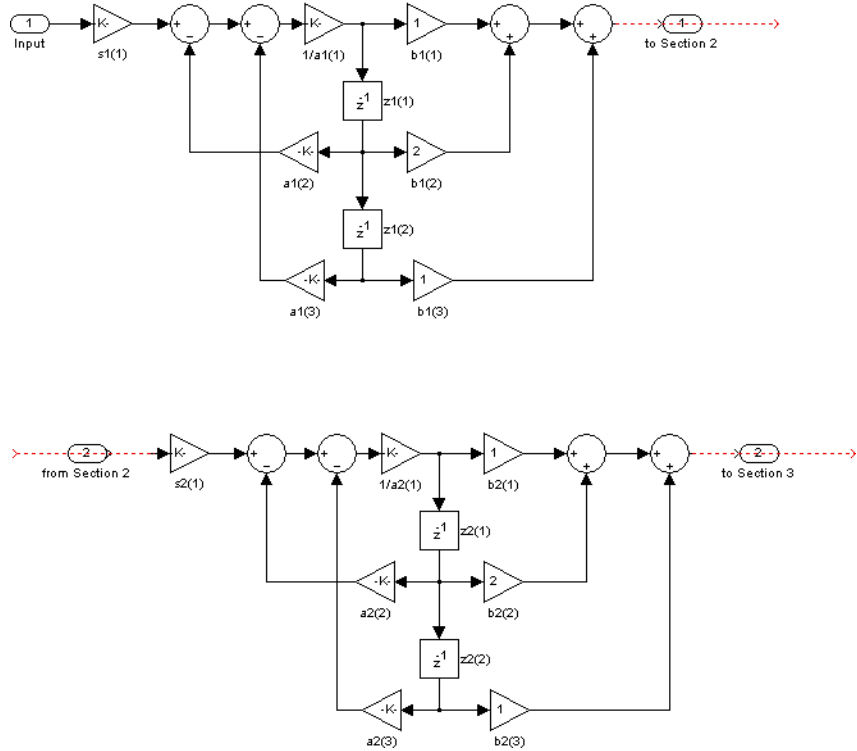 1
Input
K-
s1(1)
+
−
+
−
K-
1/a1(1)
1
b1(1)
+
+
+
+
1
to Section 2
z-1
z1(1)
-K-
a1(2)
2
b1(2)
z-1
z1(2)
-K-
a1(3)
1
b1(3)
2
from Section 2
K-
s2(1)
+
−
+
−
K-
1/a2(1)
1
b2(1)
+
+
+
+
2
to Section 3
z-1
z2(1)
-K-
a2(2)
2
b2(2)
z-1
z2(2)
-K-
a2(3)
1
b2(3)